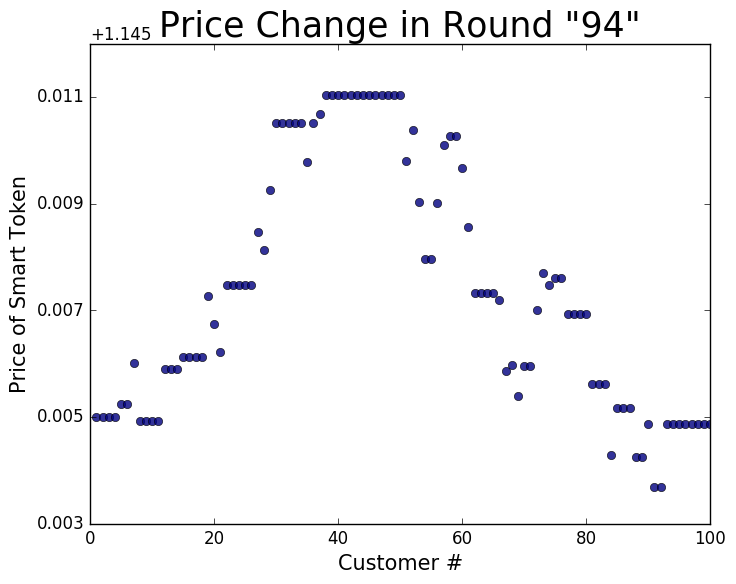 Price Change in Round "94"
+1.145
0.011
0.009
0.007
0.005
0.003
Price of Smart Token
0 20 40 60 80 100
Customer #